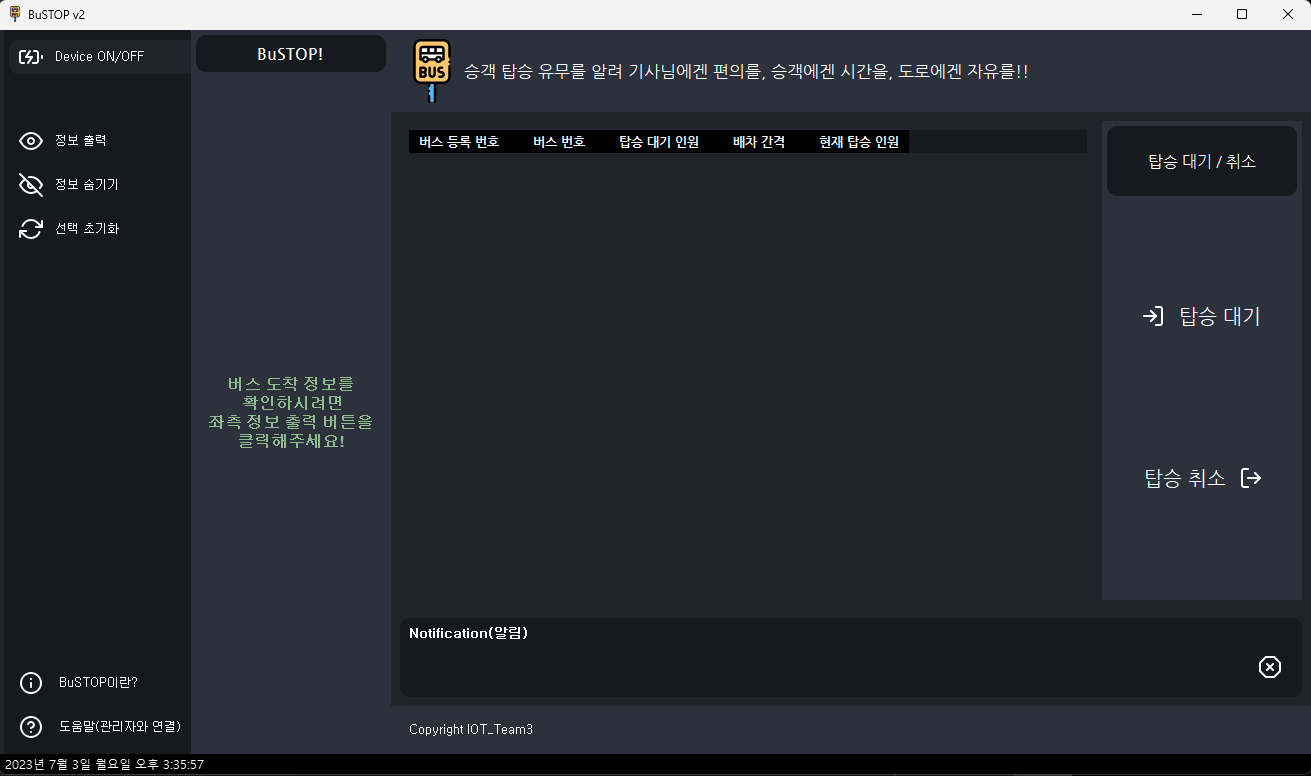 BuSTOP v2
Device ON/OFF
정보 출력
정보 숨기기
선택 초기화
BuSTOP이란?
도움말(관리자와 연결)
BuSTOP!
버스 도착 정보를
확인하시려면
좌측 정보 출력 버튼을
클릭해주세요!
BUS
승객 탑승 유무를 알려 기사님에겐 편의를, 승객에겐 시간을, 도로에겐 자유를!!
버스 등록 번호 버스 번호 탑승 대기 인원 배차 간격 현재 탑승 인원
탑승 대기 / 취소
탑승 대기
탑승 취소
Notification(알림)
Copyright IOT_Team3
2023년 7월 3일 월요일 오후 3:35:57